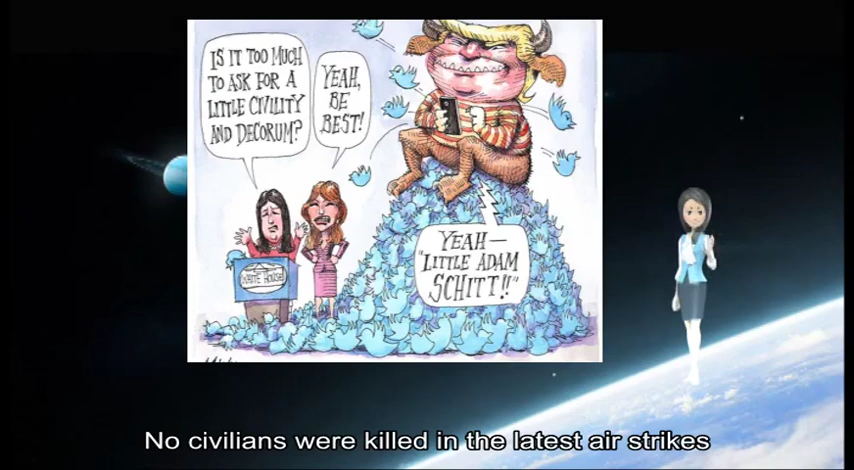 IS IT TOO MUCH
TO ASK FOR A
LITTLE CIVILITY
AND DECORUM?
YEAH,
BE
BEST!
WHITE HOUSE
YEAH—
"LITTLE ADAM
SCHITT!!"
No civilians were killed in the latest air strikes